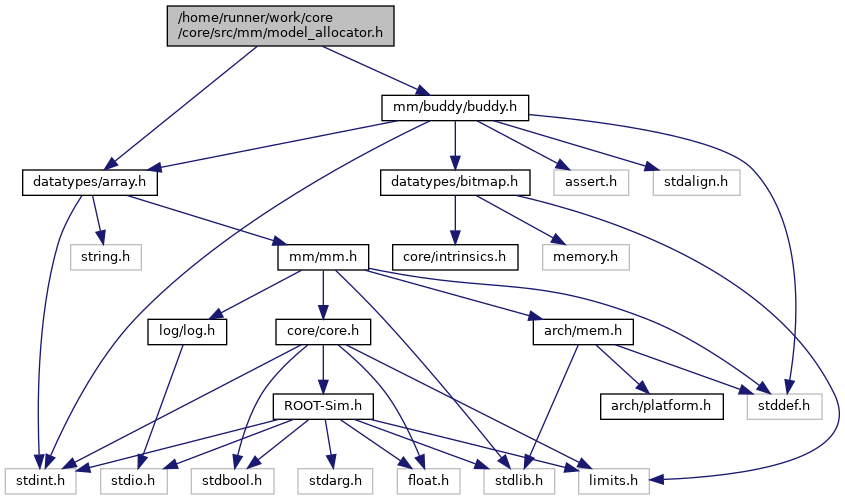 /home/runner/work/core
/core/src/mm/model_allocator.h
mm/buddy/buddy.h
datatypes/array.h
datatypes/bitmap.h
assert.h
stdalign.h
string.h
mm/mm.h
core/intrinsics.h
memory.h
log/log.h
core/core.h
arch/mem.h
ROOT-Sim.h
arch/platform.h
stddef.h
stdint.h
stdio.h
stdbool.h
stdarg.h
float.h
stdlib.h
limits.h